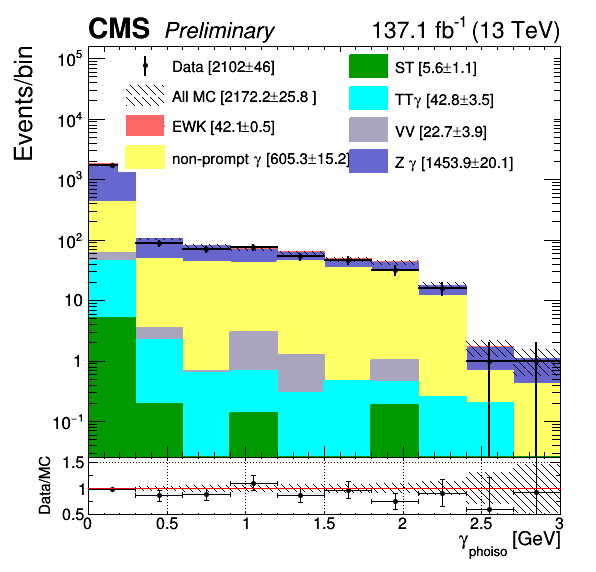 CMS Preliminary 137.1 fb⁻¹ (13 TeV)
Events/bin
10⁵
10⁴
10³
10²
10
1
10⁻¹
Data [2102±46]
All MC [2172.2±25.8 ]
EWK [42.1±0.5]
non-prompt γ [605.3±15.2]
ST [5.6±1.1]
TTγ [42.8±3.5]
VV [22.7±3.9]
Z γ [1453.9±20.1]
Data/MC
1.5
1
0.5
0 0.5 1 1.5 2 2.5 3
γphoiso [GeV]